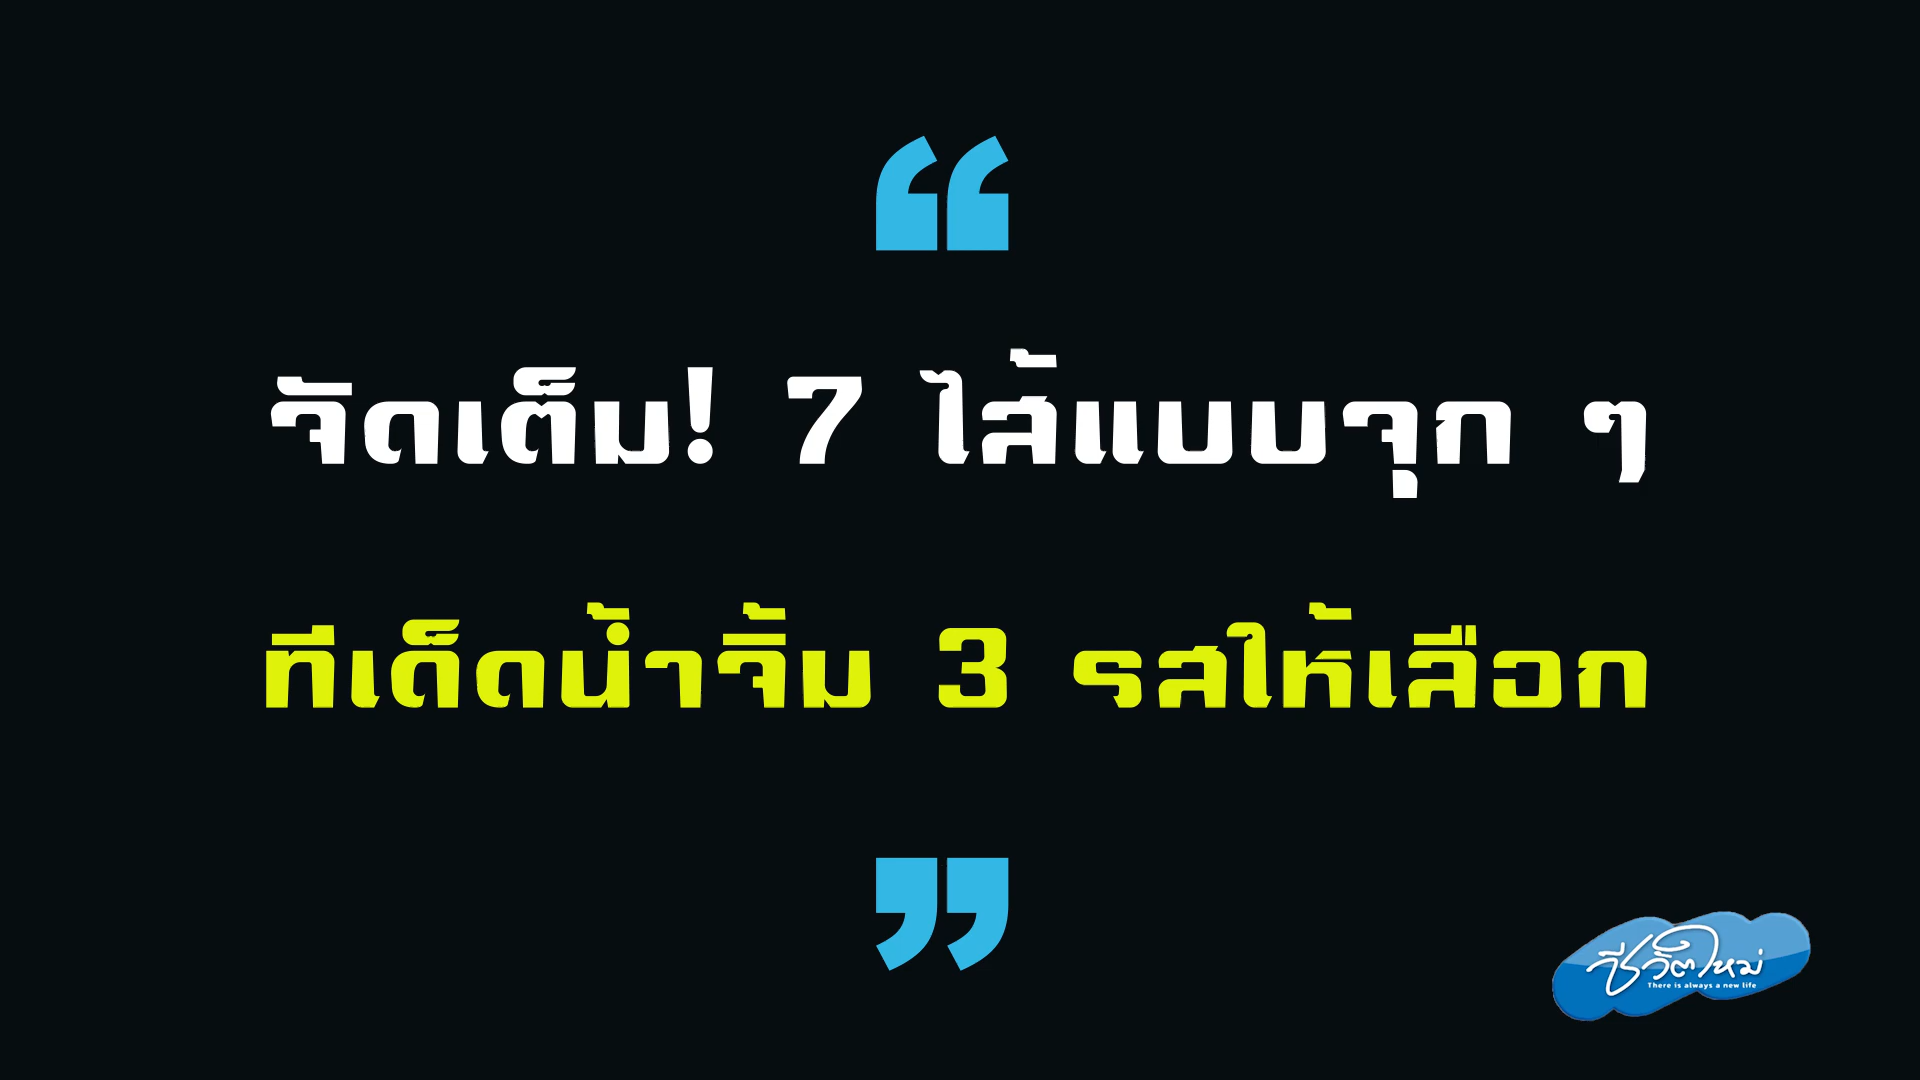 “
จัดเต็ม! 7 ไส้แบบจุก ๆ
ทีเด็ดน้ำจิ้ม 3 รสให้เลือก
”
ชีวิตใหม่
There is always a new life